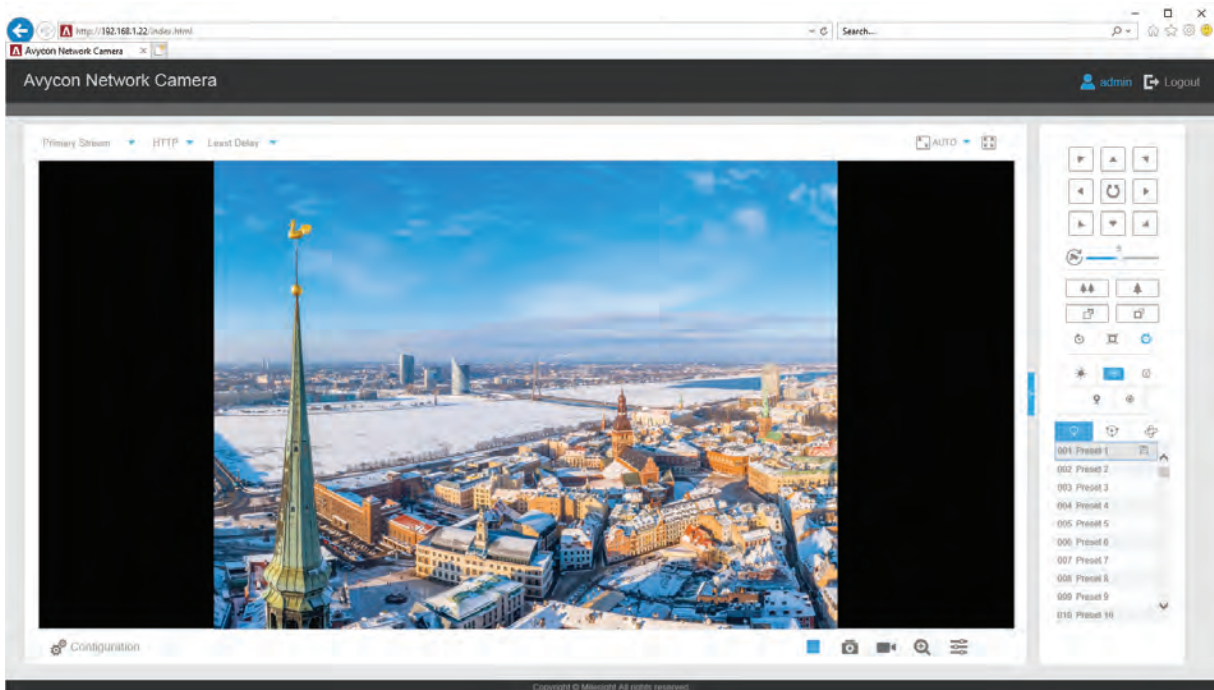 http://192.168.1.22/index.html
Search...
Avycon Network Camera
Avycon Network Camera
admin
Logout
Primary Stream
HTTP
Least Delay
AUTO
001 Preset 1
002 Preset 2
003 Preset 3
004 Preset 4
005 Preset 5
006 Preset 6
007 Preset 7
008 Preset 8
009 Preset 9
010 Preset 10
Configuration
Copyright © Milesight All rights reserved.